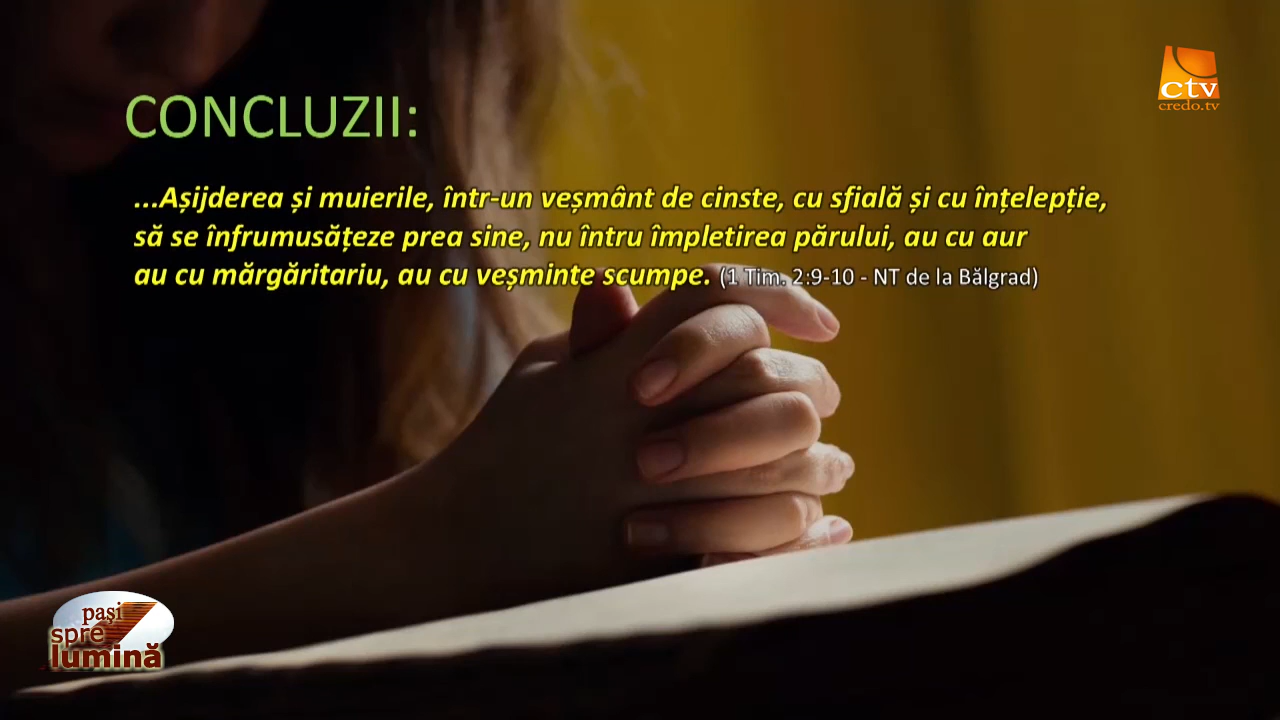 ctv
credo.tv
CONCLUZII:
...Așijderea și muierile, într-un veșmânt de cinste, cu sfială și cu înțelepție,
să se înfrumusățeze prea sine, nu întru împletirea părului, au cu aur
au cu mărgăritariu, au cu veșminte scumpe. (1 Tim. 2:9-10 - NT de la Bălgrad)
pași
spre
lumină